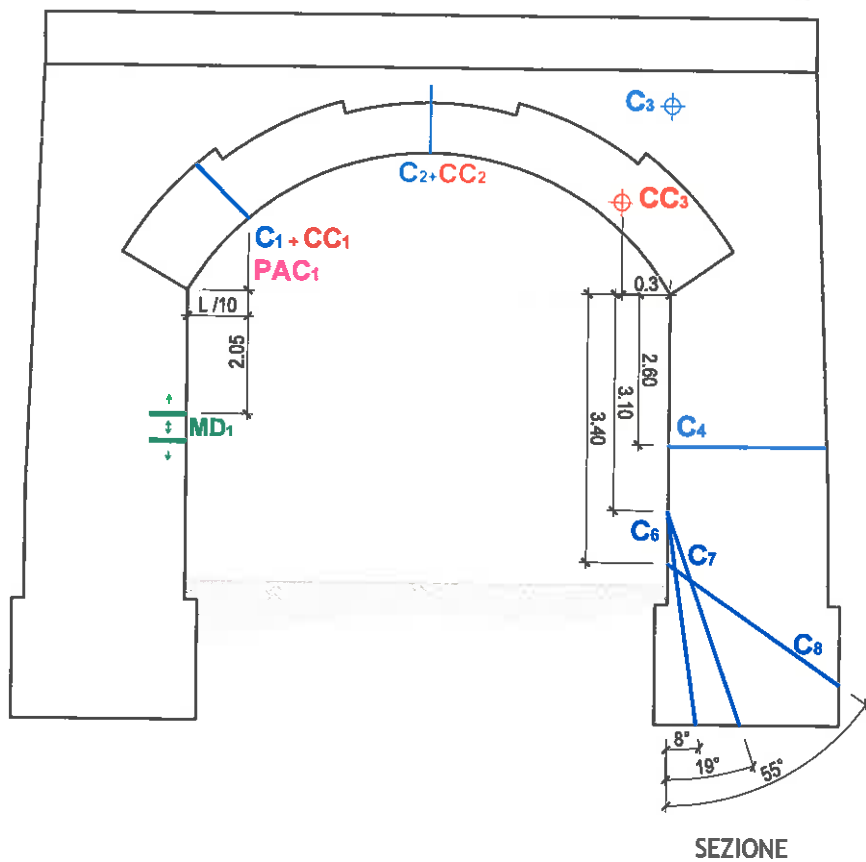 C3
C2+CC2
CC3
C1 + CC1
PAC1
L /10
0.3
2.05
2.60
3.10
3.40
MD1
C4
C6
C7
C8
8°
19°
55°
SEZIONE